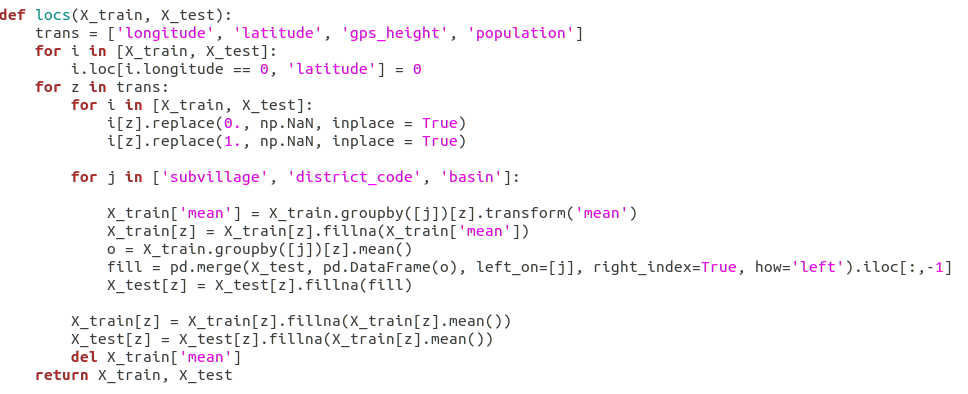 def locs(X_train, X_test):
    trans = ['longitude', 'latitude', 'gps_height', 'population']
    for i in [X_train, X_test]:
        i.loc[i.longitude == 0, 'latitude'] = 0
    for z in trans:
        for i in [X_train, X_test]:
            i[z].replace(0., np.NaN, inplace = True)
            i[z].replace(1., np.NaN, inplace = True)

        for j in ['subvillage', 'district_code', 'basin']:

            X_train['mean'] = X_train.groupby([j])[z].transform('mean')
            X_train[z] = X_train[z].fillna(X_train['mean'])
            o = X_train.groupby([j])[z].mean()
            fill = pd.merge(X_test, pd.DataFrame(o), left_on=[j], right_index=True, how='left').iloc[:,-1]
            X_test[z] = X_test[z].fillna(fill)

        X_train[z] = X_train[z].fillna(X_train[z].mean())
        X_test[z] = X_test[z].fillna(X_train[z].mean())
        del X_train['mean']
    return X_train, X_test